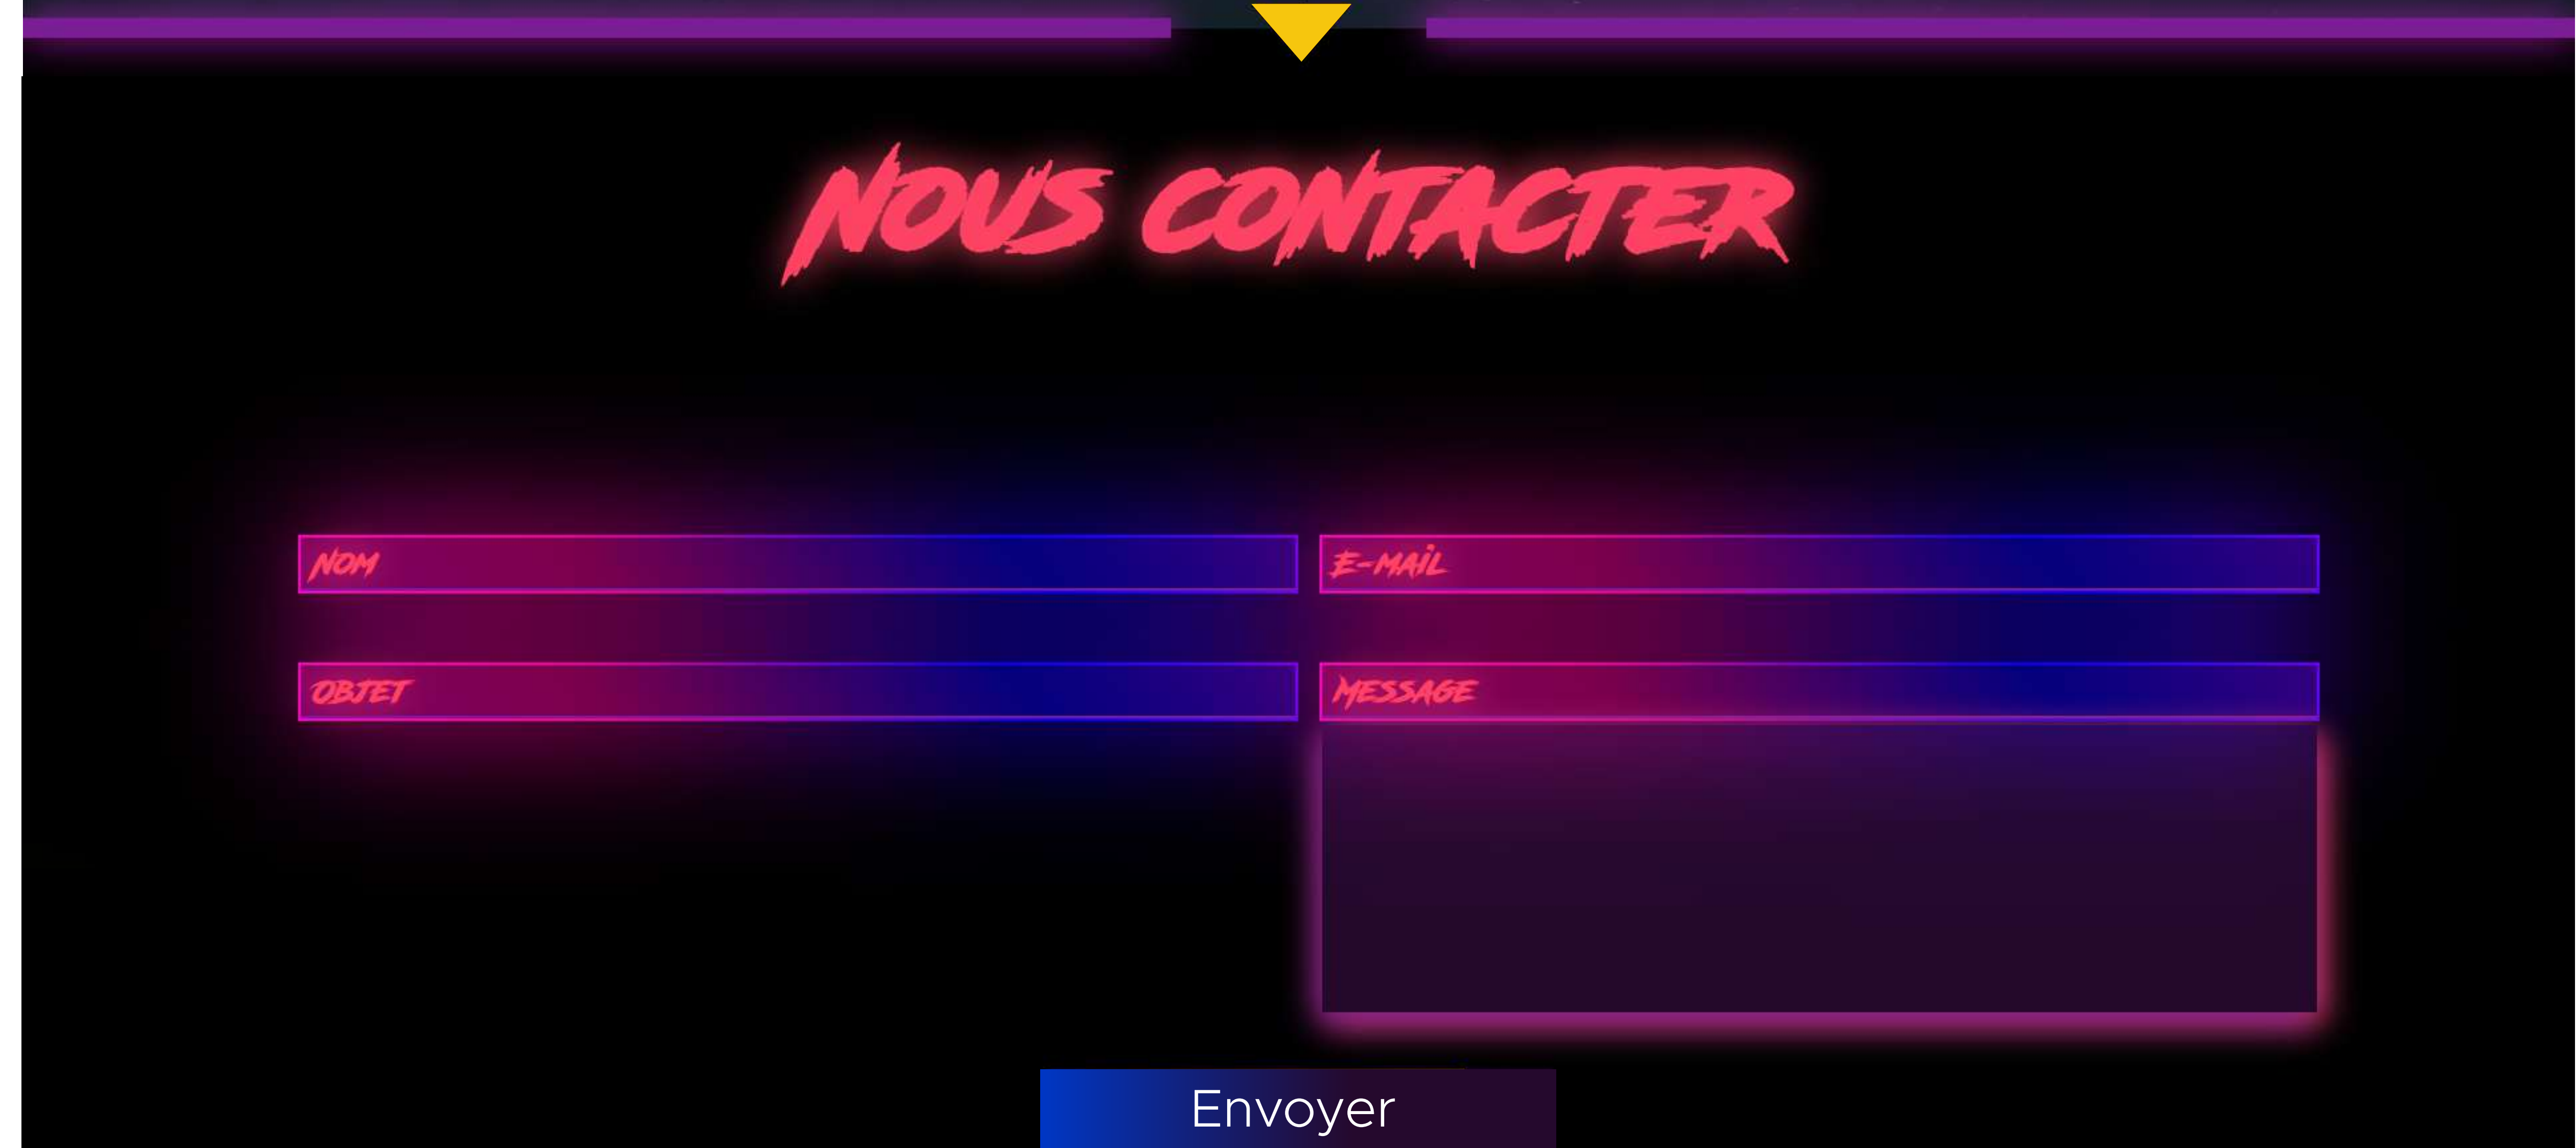 NOUS CONTACTER
NOM
E-MAIL
OBJET
MESSAGE
Envoyer